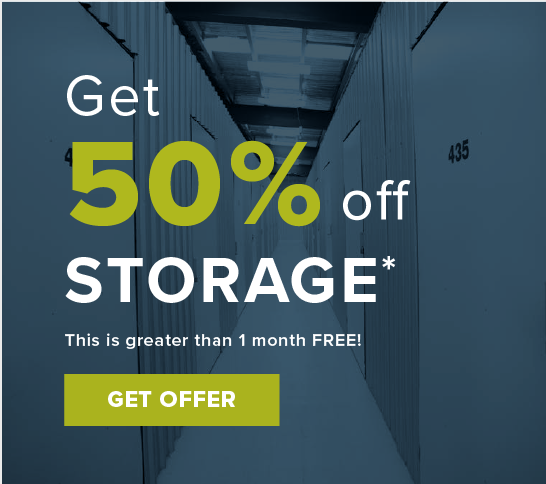 Get
50% off
STORAGE*
This is greater than 1 month FREE!
GET OFFER
435